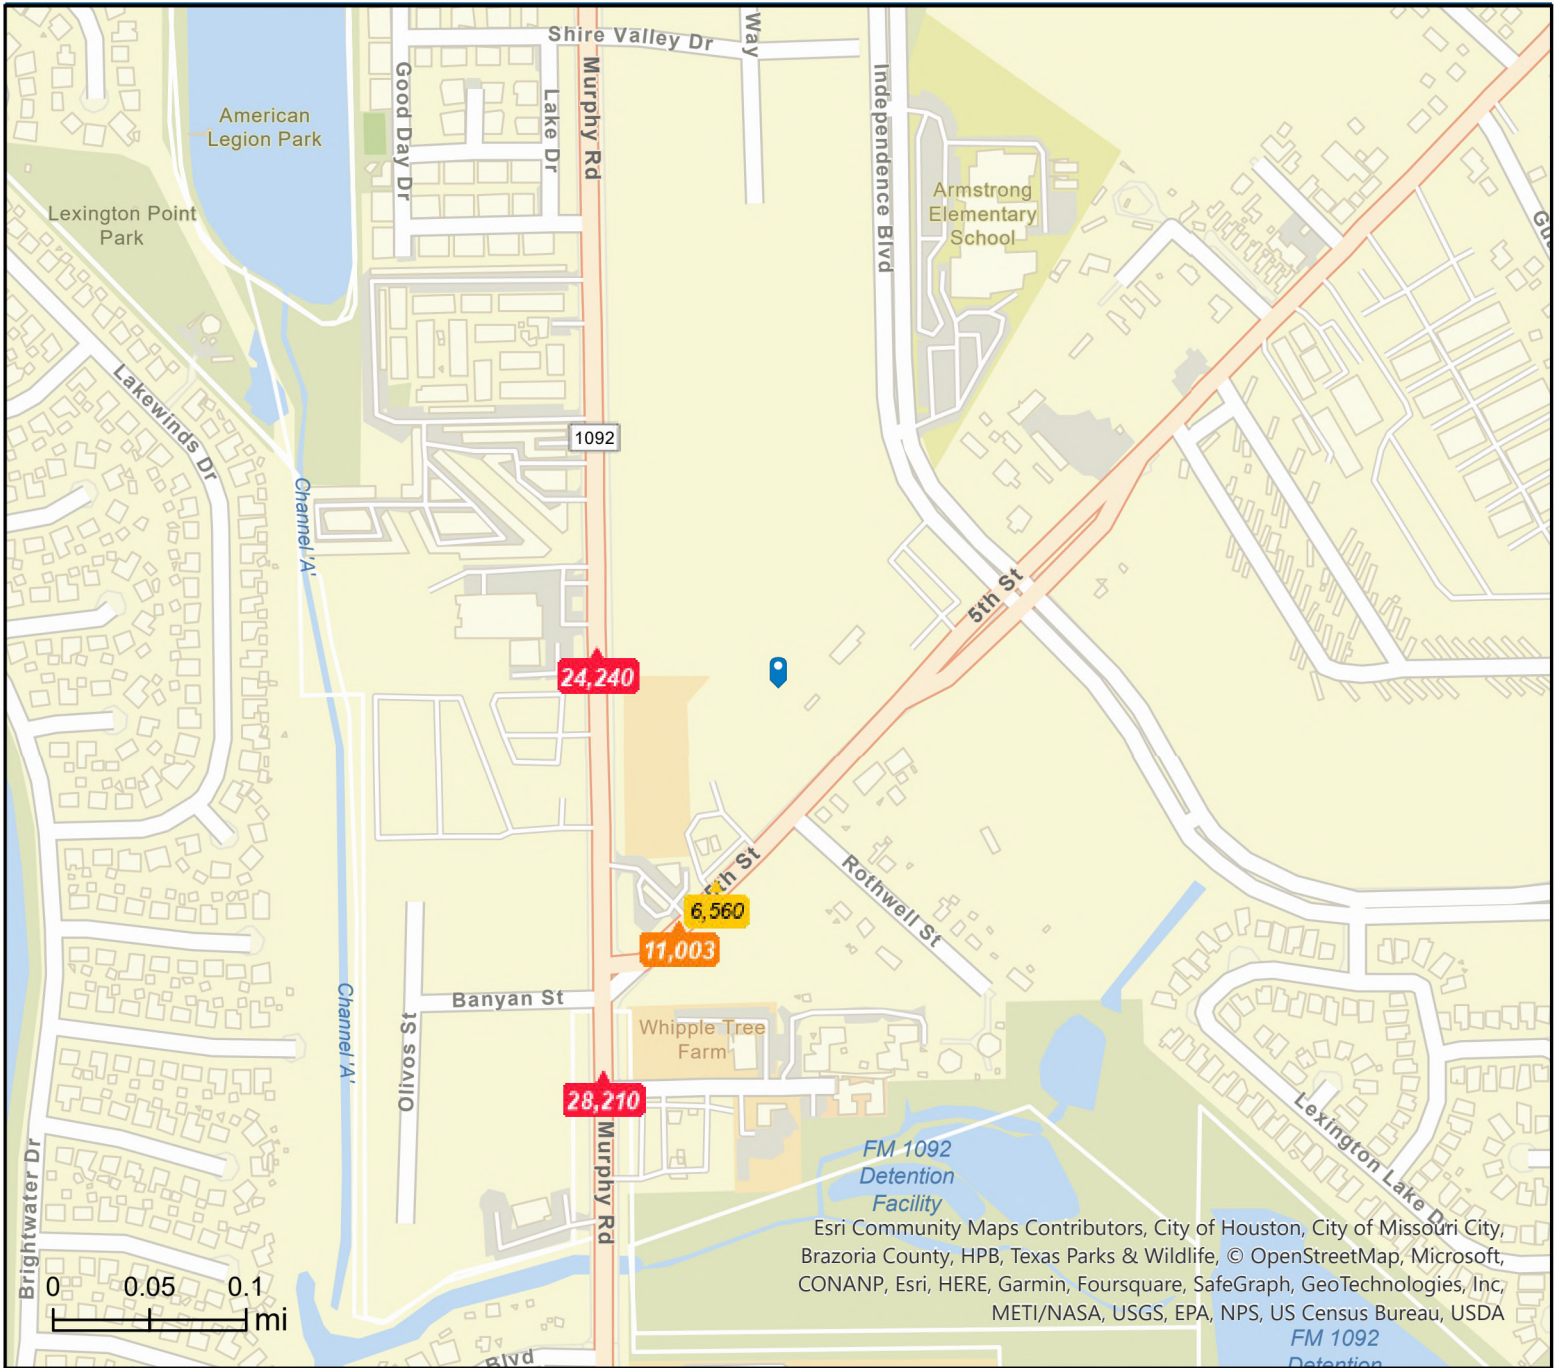 Shire Valley Dr
Way
Murphy Rd
Good Day Dr
Lake Dr
Independence Blvd
American
Legion Park
Lexington Point
Park
Armstrong
Elementary
School
Lakewinds Dr
1092
Channel 'A'
5th St
24,240
5th St
6,560
11,003
Rothwell St
Banyan St
Olivos St
Channel 'A'
Whipple Tree
Farm
28,210
Murphy Rd
Brightwater Dr
Lexington Lake Dr
FM 1092
Detention
Facility
Esri Community Maps Contributors, City of Houston, City of Missouri City,
Brazoria County, HPB, Texas Parks & Wildlife, © OpenStreetMap, Microsoft,
CONANP, Esri, HERE, Garmin, Foursquare, SafeGraph, GeoTechnologies, Inc,
METI/NASA, USGS, EPA, NPS, US Census Bureau, USDA
0 0.05 0.1
mi
FM 1092
Detention
Blvd